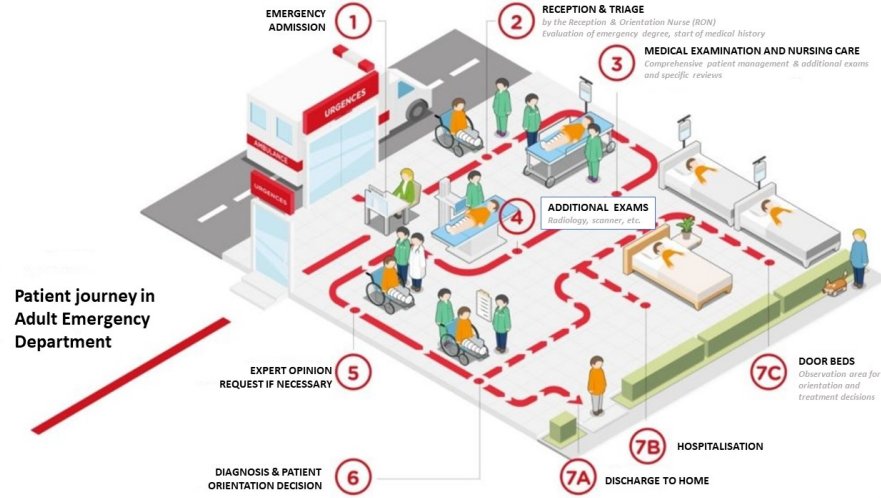 EMERGENCY
ADMISSION
1
2
RECEPTION & TRIAGE
by the Reception & Orientation Nurse (RON)
Evaluation of emergency degree, start of medical history
3
MEDICAL EXAMINATION AND NURSING CARE
Comprehensive patient management & additional exams
and specific reviews
URGENCES
AMBULANCE
URGENCES
4
ADDITIONAL EXAMS
Radiology, scanner, etc.
Patient journey in
Adult Emergency
Department
EXPERT OPINION
REQUEST IF NECESSARY
5
7C
DOOR BEDS
Observation area for
orientation and
treatment decisions
7B
HOSPITALISATION
DIAGNOSIS & PATIENT
ORIENTATION DECISION
6
7A
DISCHARGE TO HOME